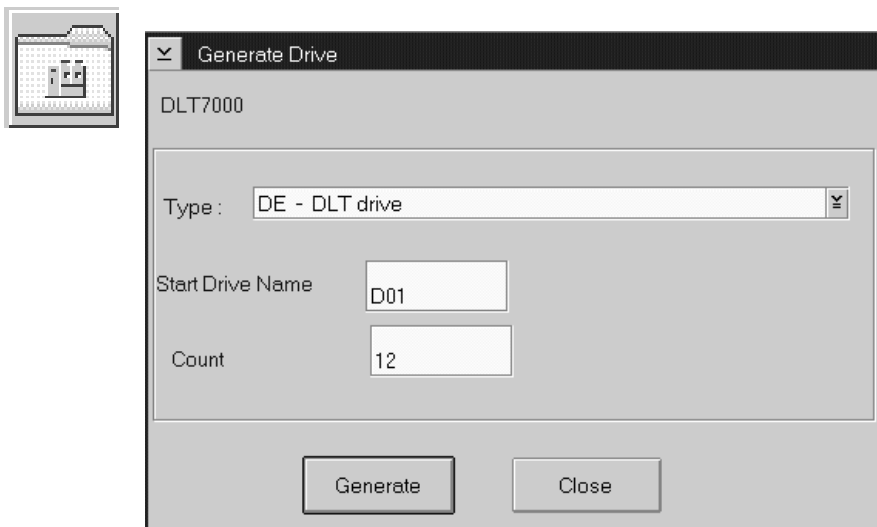 Generate Drive
DLT7000
Type : DE - DLT drive
Start Drive Name D01
Count 12
Generate Close